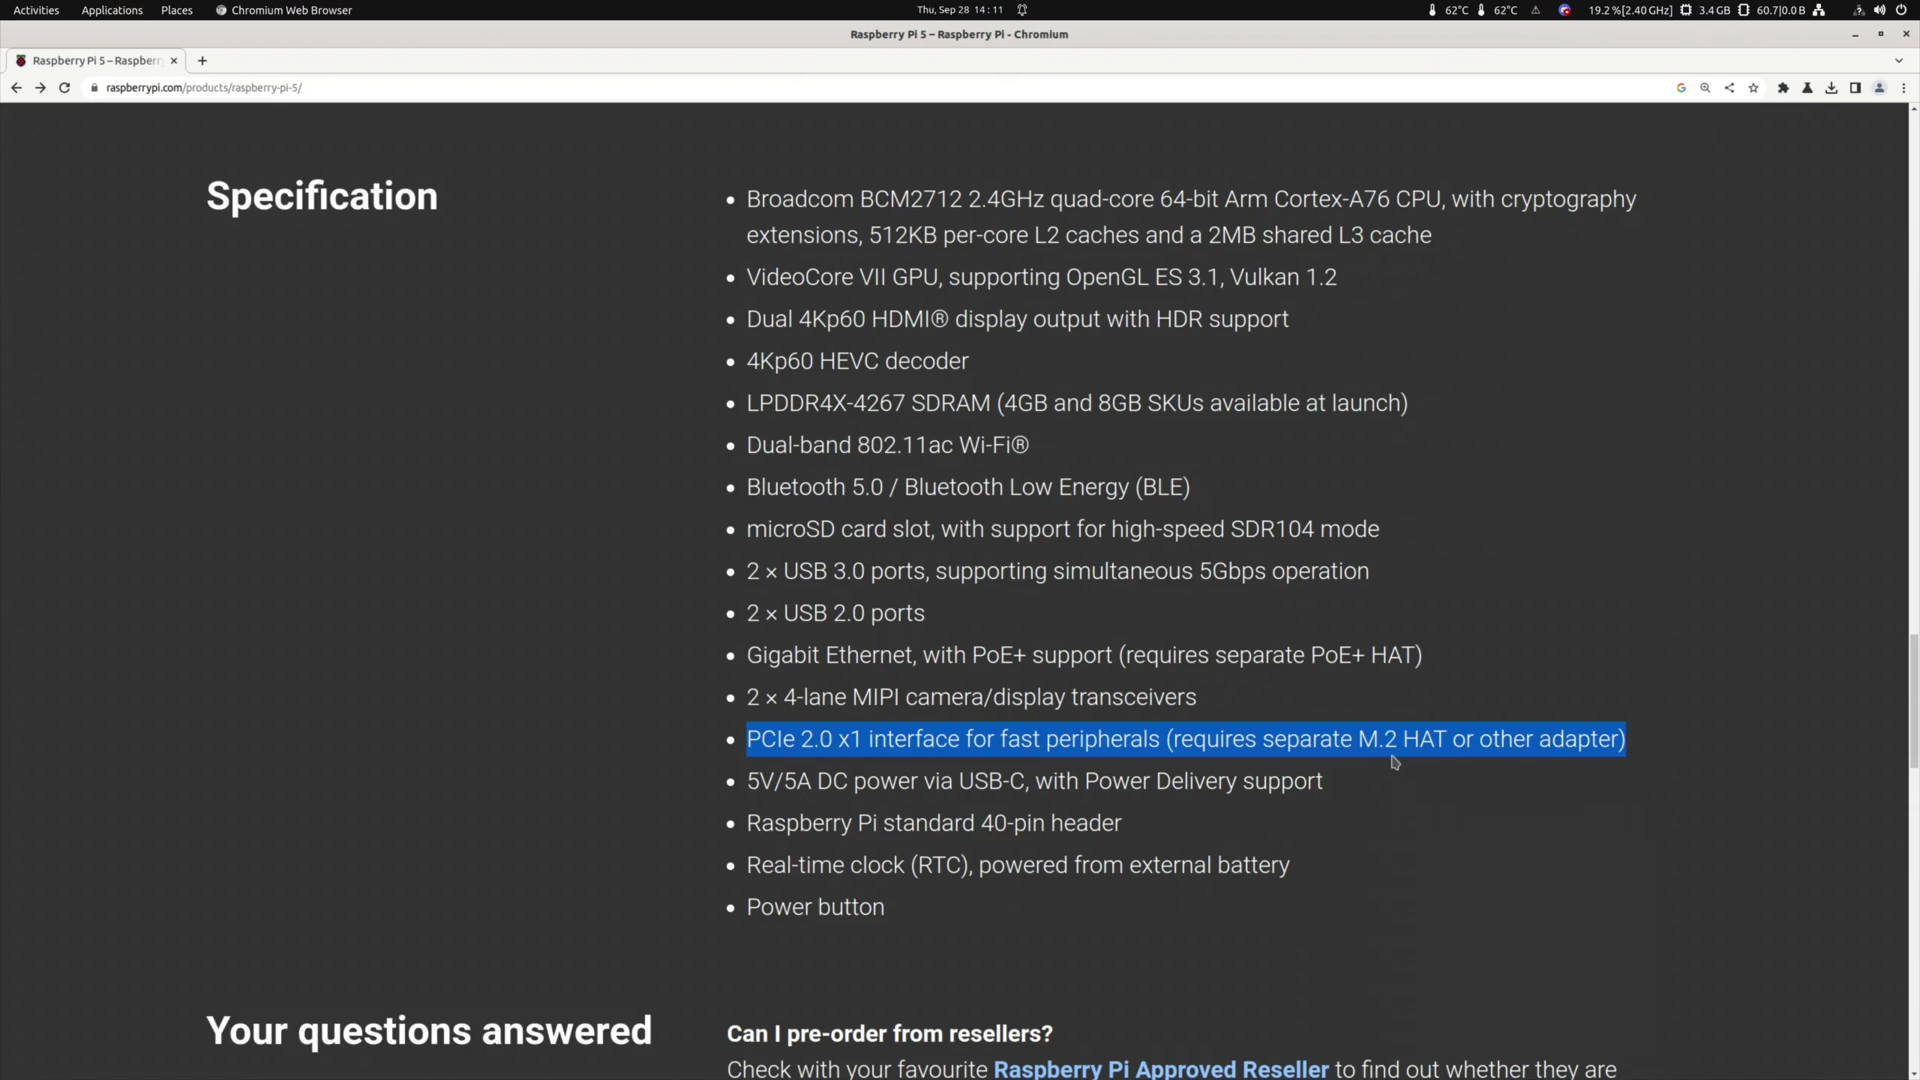 Activities Applications Places Chromium Web Browser Thu, Sep 28 14:11 62°C 62°C 19.2%[2.40GHz] 3.4GB 60.7|0.0B
Raspberry Pi 5 – Raspberry Pi - Chromium
Raspberry Pi 5 – Raspberr
raspberrypi.com/products/raspberry-pi-5/
Specification
• Broadcom BCM2712 2.4GHz quad-core 64-bit Arm Cortex-A76 CPU, with cryptography
extensions, 512KB per-core L2 caches and a 2MB shared L3 cache
• VideoCore VII GPU, supporting OpenGL ES 3.1, Vulkan 1.2
• Dual 4Kp60 HDMI® display output with HDR support
• 4Kp60 HEVC decoder
• LPDDR4X-4267 SDRAM (4GB and 8GB SKUs available at launch)
• Dual-band 802.11ac Wi-Fi®
• Bluetooth 5.0 / Bluetooth Low Energy (BLE)
• microSD card slot, with support for high-speed SDR104 mode
• 2 × USB 3.0 ports, supporting simultaneous 5Gbps operation
• 2 × USB 2.0 ports
• Gigabit Ethernet, with PoE+ support (requires separate PoE+ HAT)
• 2 × 4-lane MIPI camera/display transceivers
• PCIe 2.0 x1 interface for fast peripherals (requires separate M.2 HAT or other adapter)
• 5V/5A DC power via USB-C, with Power Delivery support
• Raspberry Pi standard 40-pin header
• Real-time clock (RTC), powered from external battery
• Power button
Your questions answered
Can I pre-order from resellers?
Check with your favourite Raspberry Pi Approved Reseller to find out whether they are